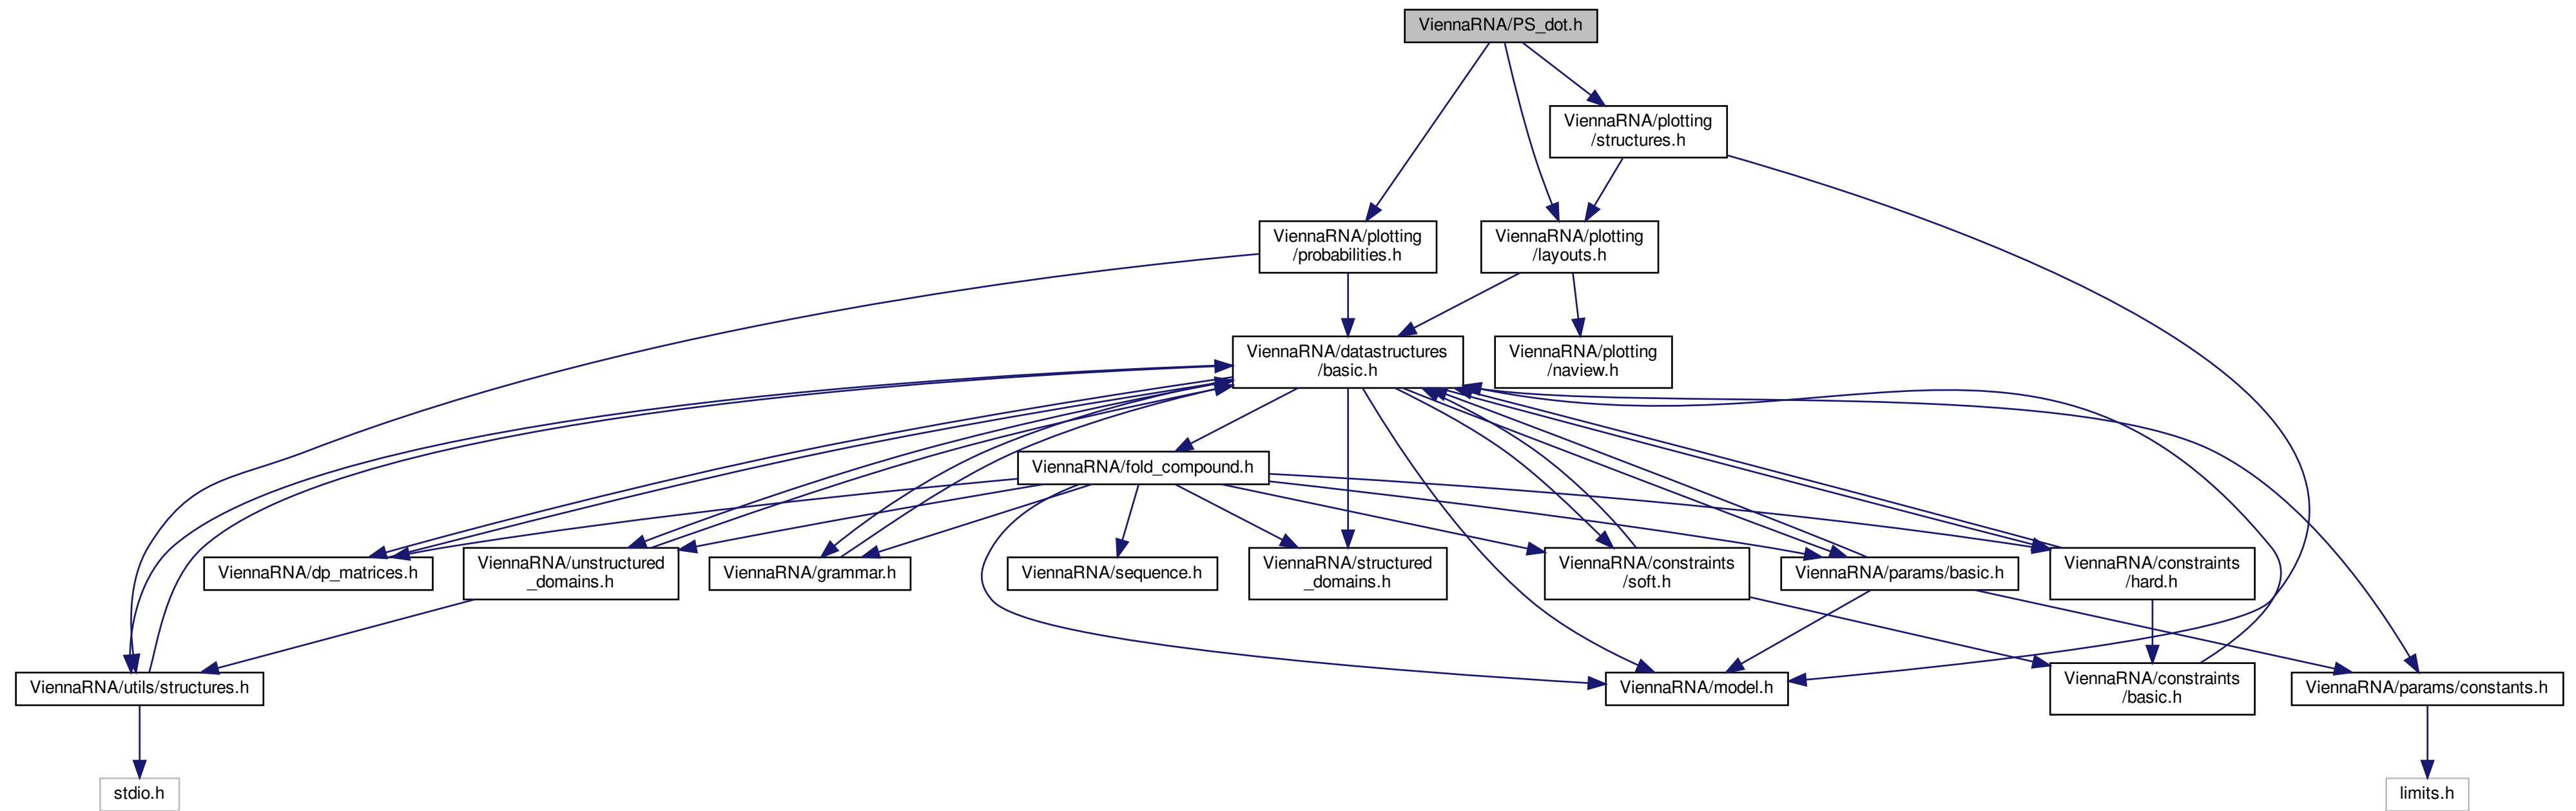 ViennaRNA/PS_dot.h
ViennaRNA/plotting
/structures.h
ViennaRNA/plotting
/probabilities.h
ViennaRNA/plotting
/layouts.h
ViennaRNA/datastructures
/basic.h
ViennaRNA/plotting
/naview.h
ViennaRNA/fold_compound.h
ViennaRNA/dp_matrices.h
ViennaRNA/unstructured
_domains.h
ViennaRNA/grammar.h
ViennaRNA/sequence.h
ViennaRNA/structured
_domains.h
ViennaRNA/constraints
/soft.h
ViennaRNA/params/basic.h
ViennaRNA/constraints
/hard.h
ViennaRNA/utils/structures.h
ViennaRNA/model.h
ViennaRNA/constraints
/basic.h
ViennaRNA/params/constants.h
stdio.h
limits.h